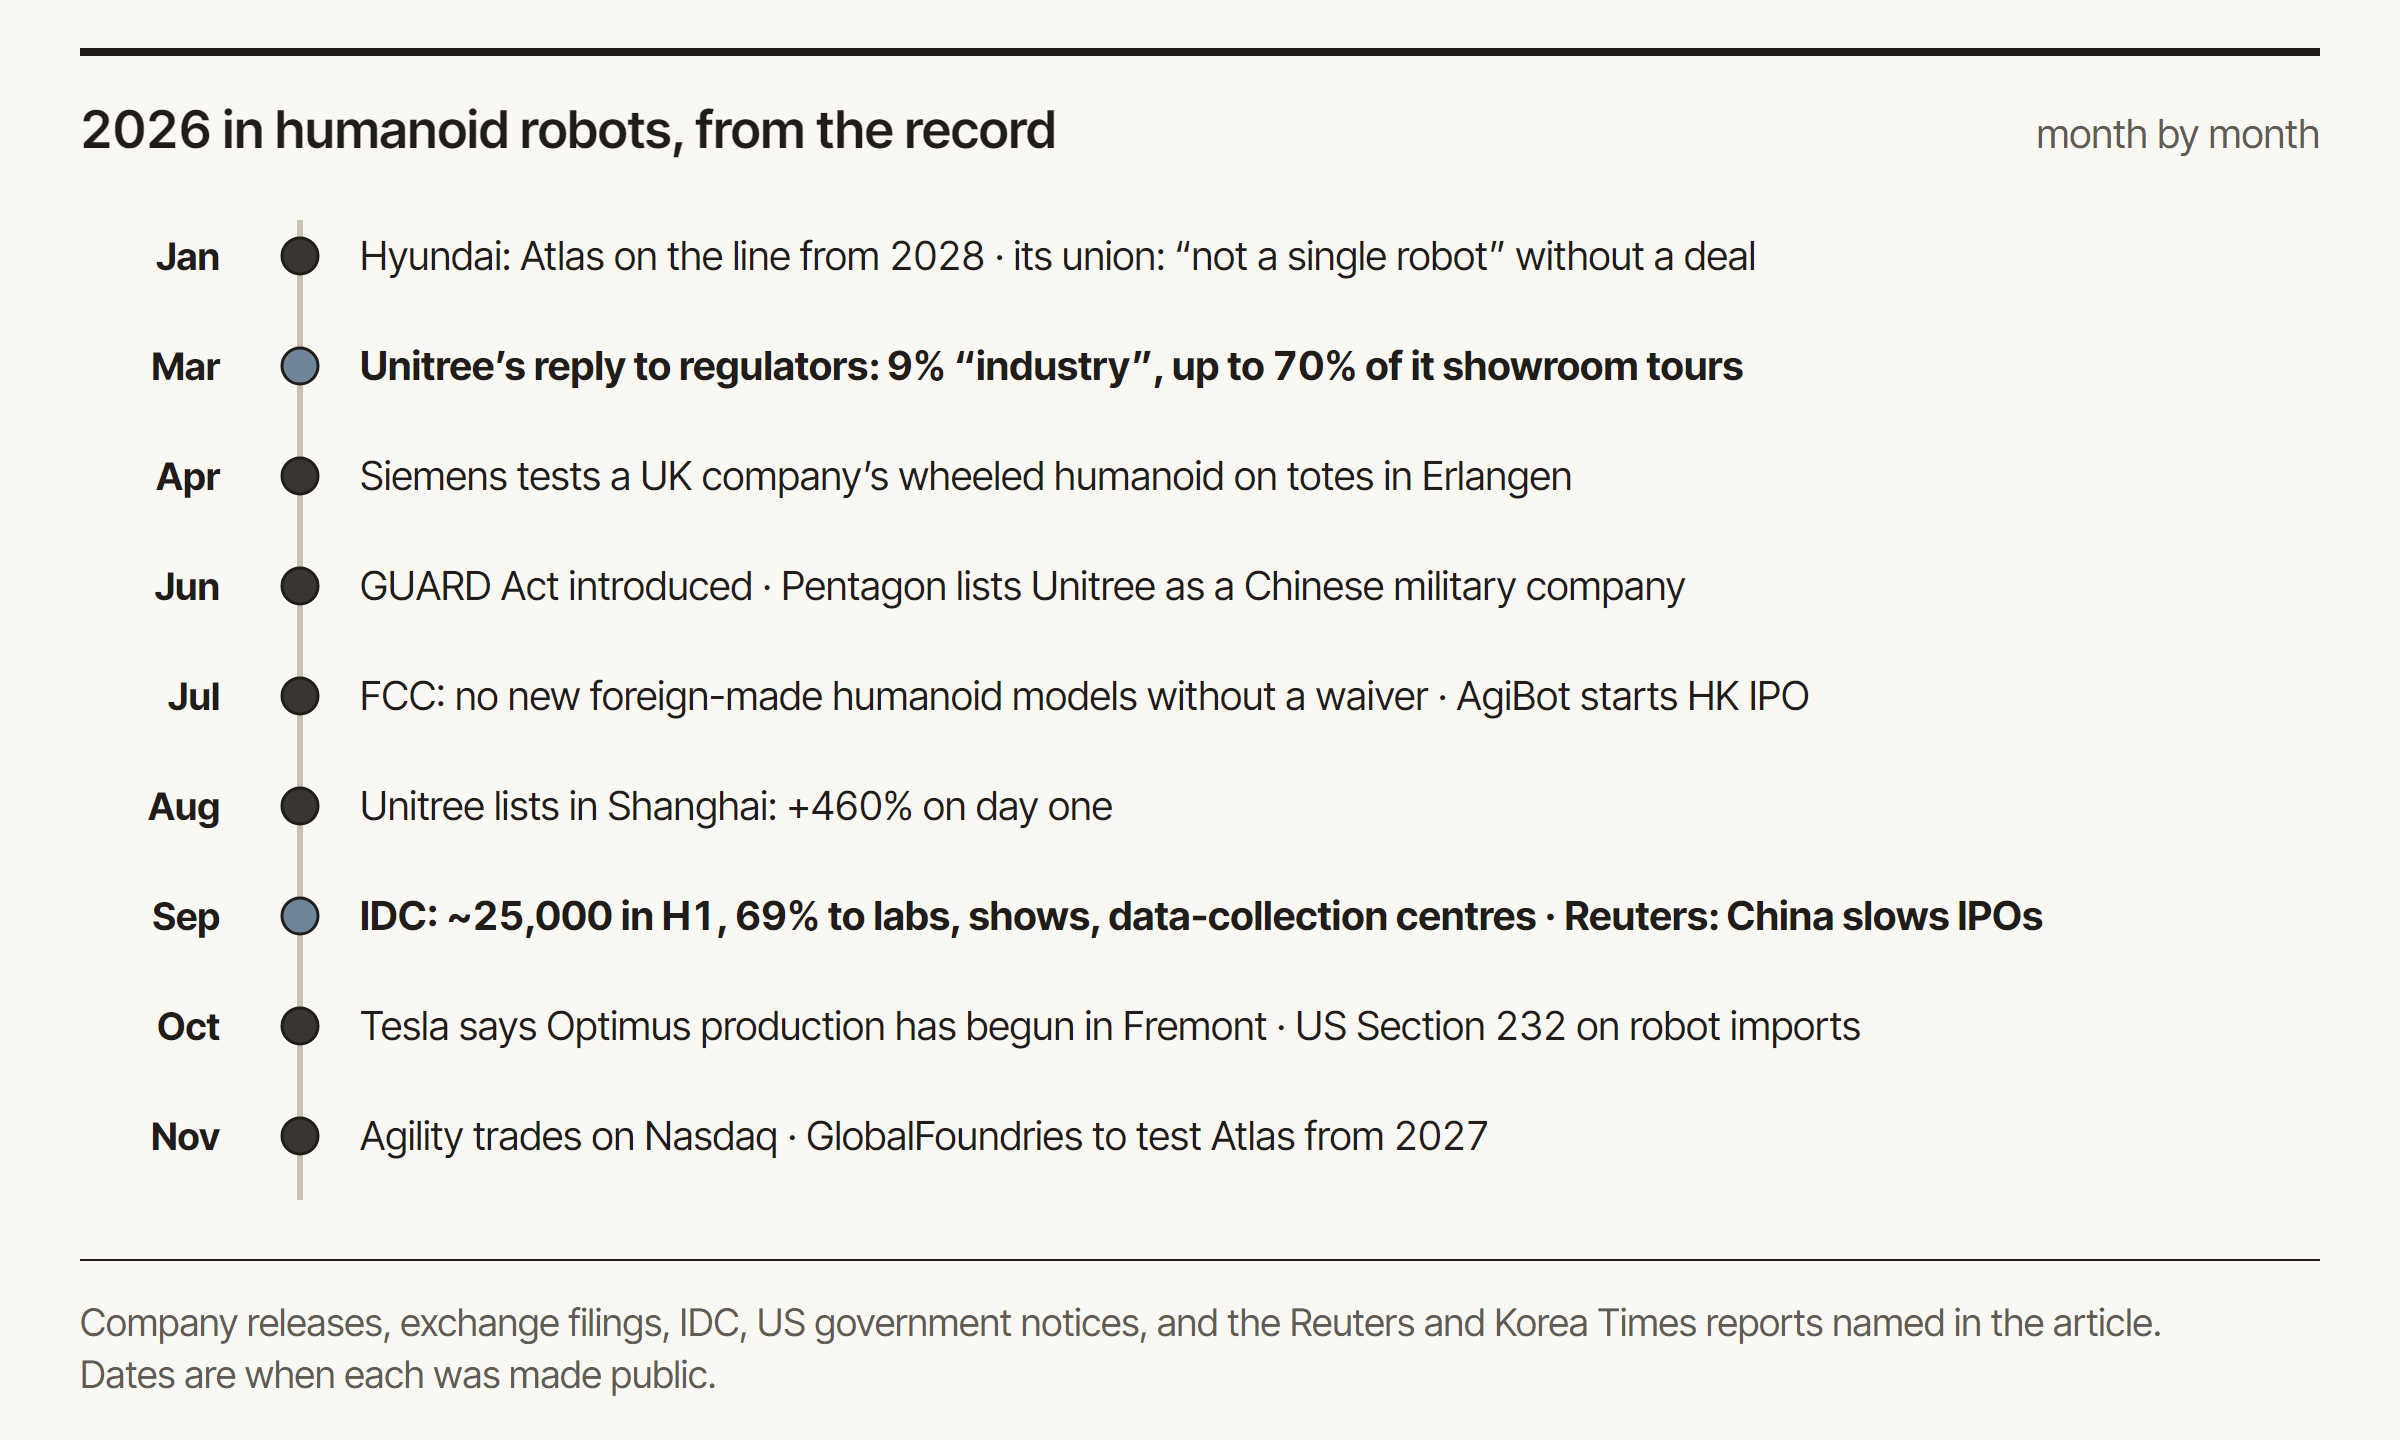 2026 in humanoid robots, from the record
month by month
Jan Hyundai: Atlas on the line from 2028 · its union: “not a single robot” without a deal
Mar Unitree’s reply to regulators: 9% “industry”, up to 70% of it showroom tours
Apr Siemens tests a UK company’s wheeled humanoid on totes in Erlangen
Jun GUARD Act introduced · Pentagon lists Unitree as a Chinese military company
Jul FCC: no new foreign-made humanoid models without a waiver · AgiBot starts HK IPO
Aug Unitree lists in Shanghai: +460% on day one
Sep IDC: ~25,000 in H1, 69% to labs, shows, data-collection centres · Reuters: China slows IPOs
Oct Tesla says Optimus production has begun in Fremont · US Section 232 on robot imports
Nov Agility trades on Nasdaq · GlobalFoundries to test Atlas from 2027
Company releases, exchange filings, IDC, US government notices, and the Reuters and Korea Times reports named in the article.
Dates are when each was made public.